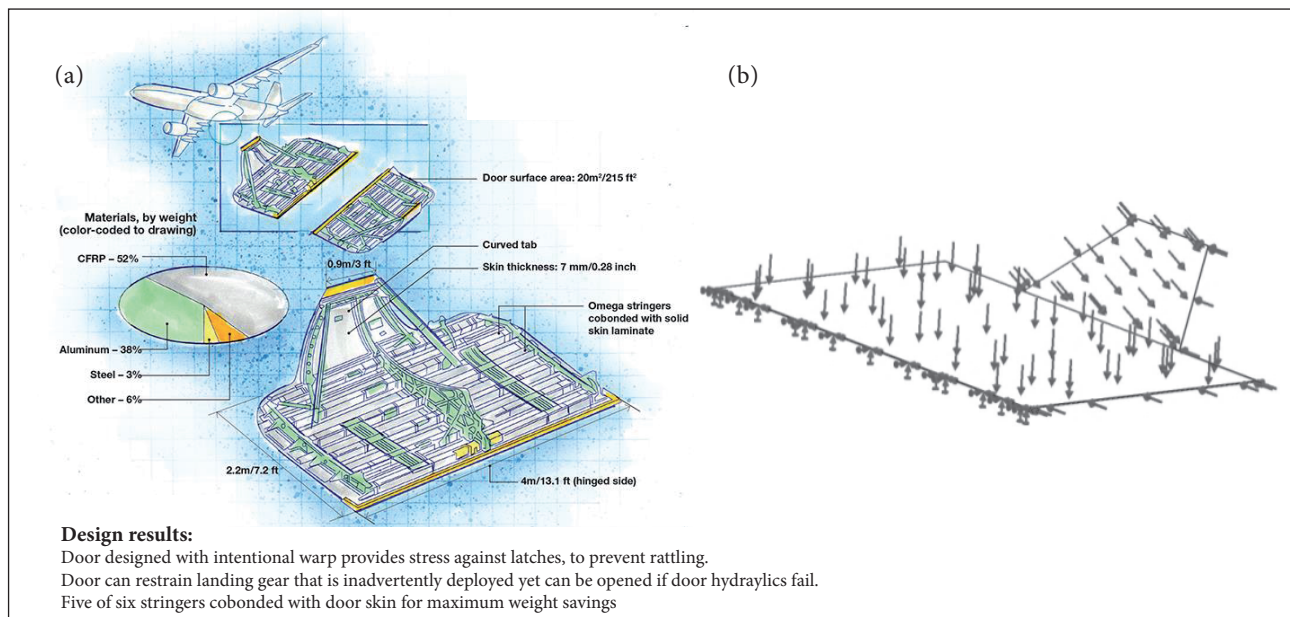 (a)
(b)
Door surface area: 20m²/215 ft²
Materials, by weight
(color-coded to drawing)
CFRP – 52%
Curved tab
0.9m/3 ft
Skin thickness: 7 mm/0.28 inch
Omega stringers
cobonded with solid
skin laminate
Aluminum – 38%
Steel – 3%
Other – 6%
2.2m/7.2 ft
4m/13.1 ft (hinged side)
Design results:
Door designed with intentional warp provides stress against latches, to prevent rattling.
Door can restrain landing gear that is inadvertently deployed yet can be opened if door hydraylics fail.
Five of six stringers cobonded with door skin for maximum weight savings